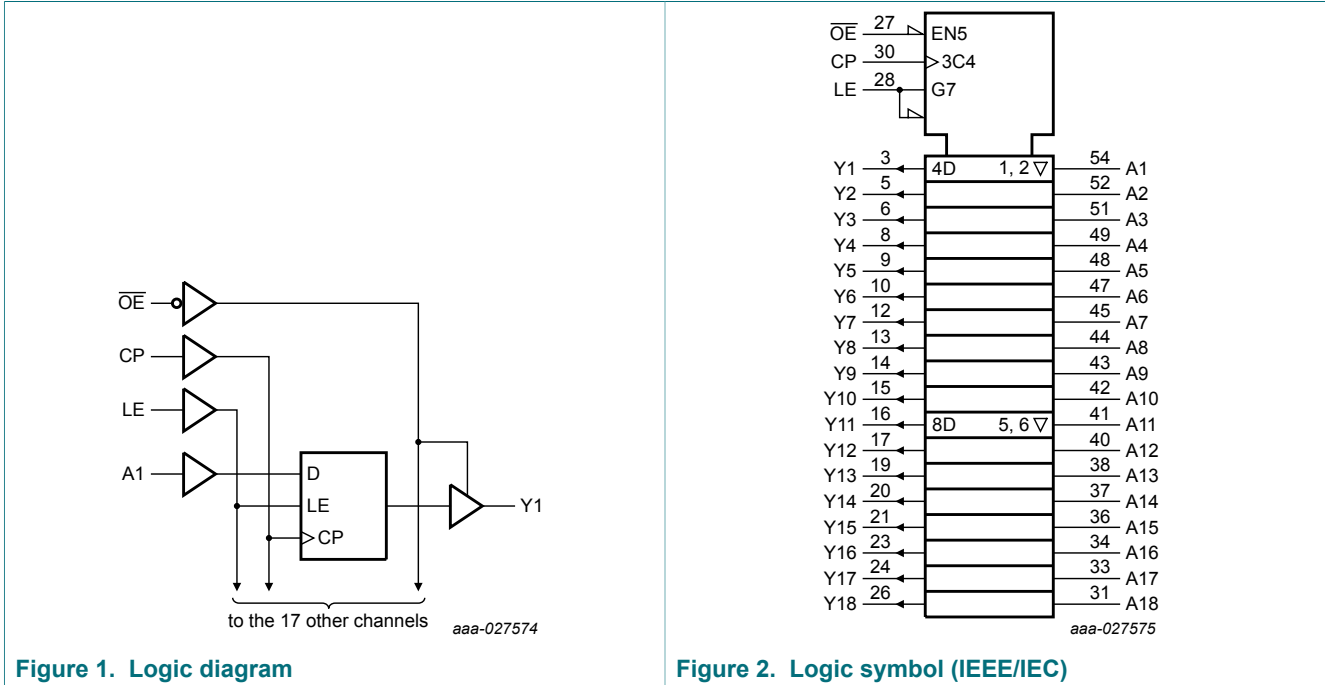 OE
CP
LE
A1
D
LE
CP
Y1
to the 17 other channels
aaa-027574
Figure 1. Logic diagram
OE 27 EN5
CP 30 3C4
LE 28 G7
Y1 3 4D 1, 2 ▽ 54 A1
Y2 5 52 A2
Y3 6 51 A3
Y4 8 49 A4
Y5 9 48 A5
Y6 10 47 A6
Y7 12 45 A7
Y8 13 44 A8
Y9 14 43 A9
Y10 15 42 A10
Y11 16 8D 5, 6 ▽ 41 A11
Y12 17 40 A12
Y13 19 38 A13
Y14 20 37 A14
Y15 21 36 A15
Y16 23 34 A16
Y17 24 33 A17
Y18 26 31 A18
aaa-027575
Figure 2. Logic symbol (IEEE/IEC)